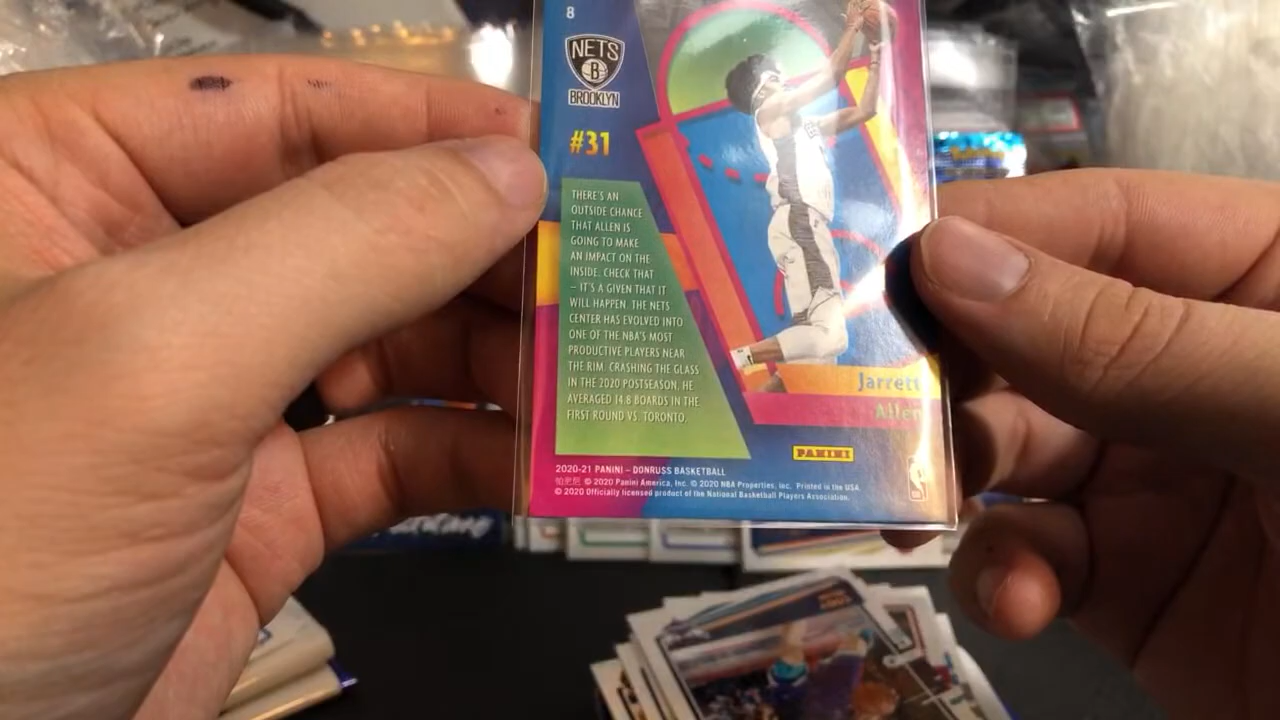 8
NETS
B
BROOKLYN
#31
THERE'S AN
OUTSIDE CHANCE
THAT ALLEN IS
GOING TO MAKE
AN IMPACT ON THE
INSIDE. CHECK THAT
– IT'S A GIVEN THAT IT
WILL HAPPEN. THE NETS
CENTER HAS EVOLVED INTO
ONE OF THE NBA'S MOST
PRODUCTIVE PLAYERS NEAR
THE RIM. CRASHING THE GLASS
IN THE 2020 POSTSEASON, HE
AVERAGED 14.8 BOARDS IN THE
FIRST ROUND VS. TORONTO.
Jarrett
Allen
PANINI
2020-21 PANINI – DONRUSS BASKETBALL
© 2020 Panini America, Inc. © 2020 NBA Properties, Inc. Printed in the USA.
© 2020 Officially licensed product of the National Basketball Players Association.